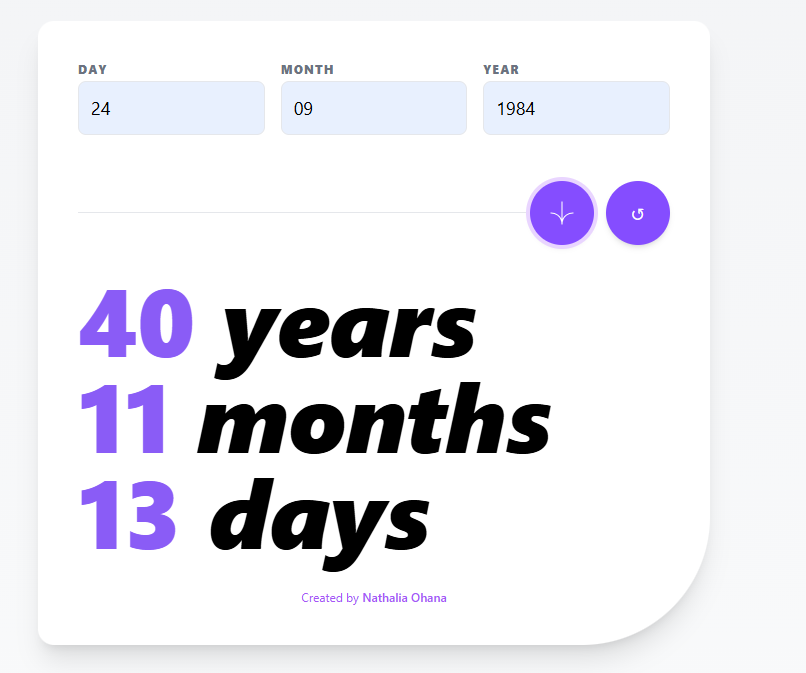 DAY MONTH YEAR
24 09 1984
↺
40 years
11 months
13 days
Created by Nathalia Ohana